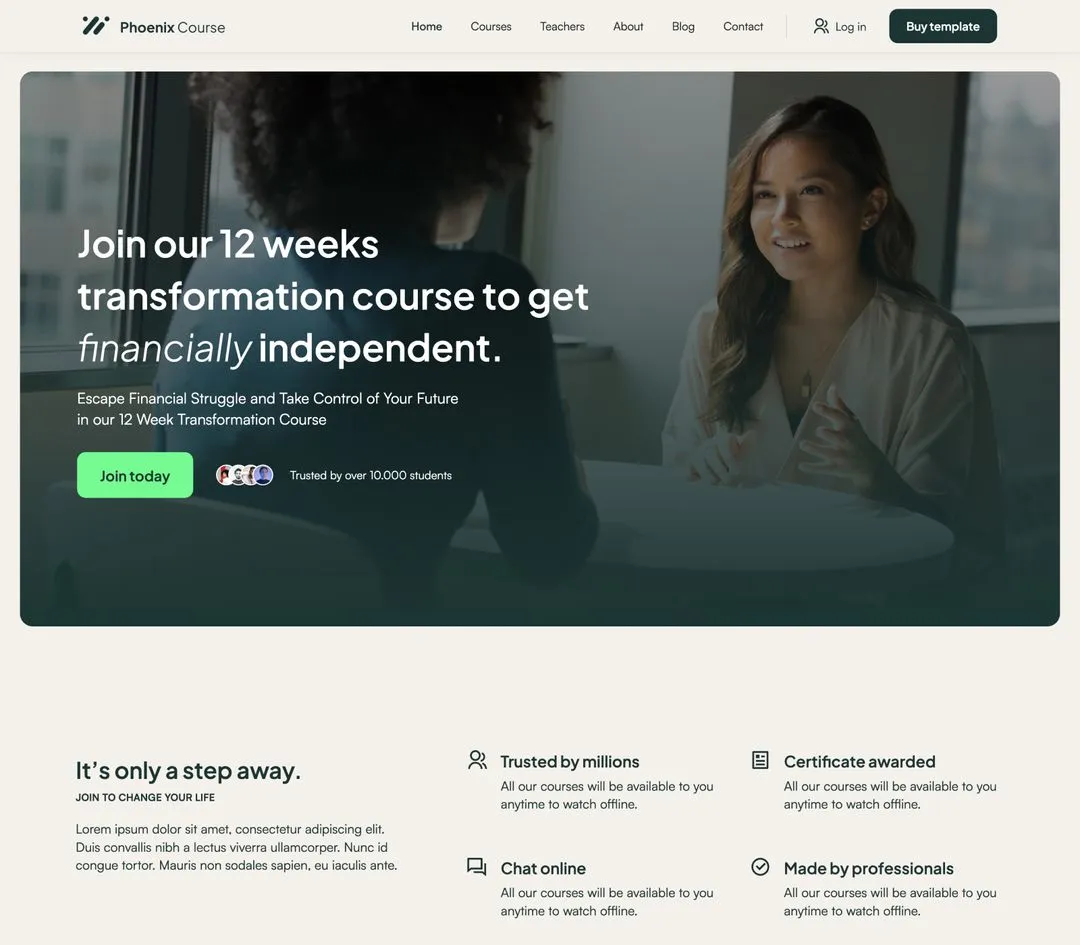 Phoenix Course
Home
Courses
Teachers
About
Blog
Contact
Log in
Buy template
Join our 12 weeks
transformation course to get
financially independent.
Escape Financial Struggle and Take Control of Your Future
in our 12 Week Transformation Course
Join today
Trusted by over 10.000 students
It’s only a step away.
JOIN TO CHANGE YOUR LIFE
Lorem ipsum dolor sit amet, consectetur adipiscing elit.
Duis convallis nibh a lectus viverra ullamcorper. Nunc id
congue tortor. Mauris non sodales sapien, eu iaculis ante.
Trusted by millions
All our courses will be available to you
anytime to watch offline.
Certificate awarded
All our courses will be available to you
anytime to watch offline.
Chat online
All our courses will be available to you
anytime to watch offline.
Made by professionals
All our courses will be available to you
anytime to watch offline.